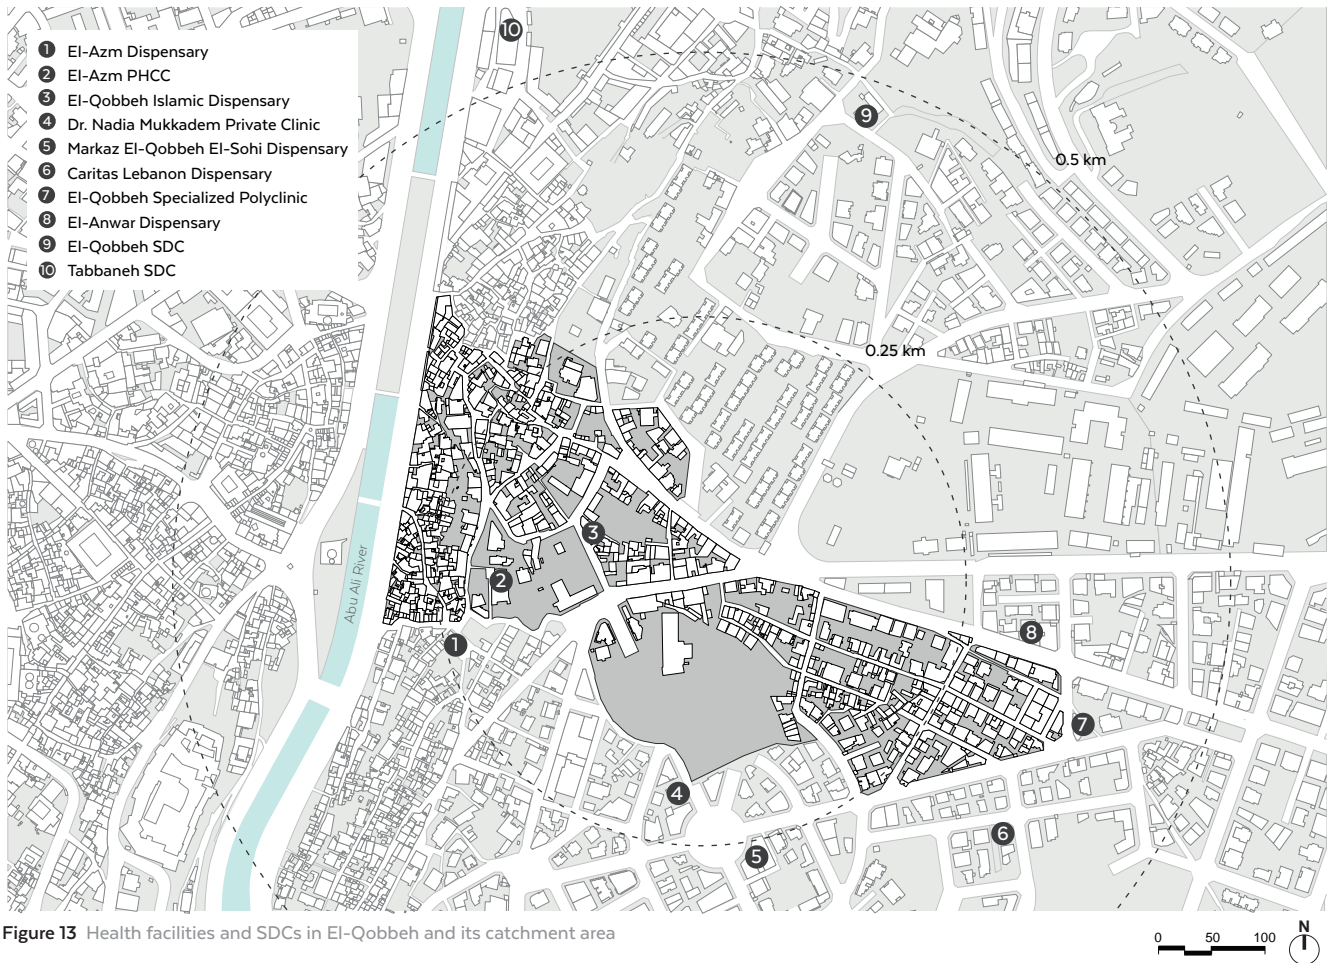 1 El-Azm Dispensary
2 El-Azm PHCC
3 El-Qobbeh Islamic Dispensary
4 Dr. Nadia Mukkadem Private Clinic
5 Markaz El-Qobbeh El-Sohi Dispensary
6 Caritas Lebanon Dispensary
7 El-Qobbeh Specialized Polyclinic
8 El-Anwar Dispensary
9 El-Qobbeh SDC
10 Tabbaneh SDC
10
9
0.5 km
0.25 km
3
2
Abu Ali River
1
8
7
4
6
5
Figure 13 Health facilities and SDCs in El-Qobbeh and its catchment area
0 50 100
N